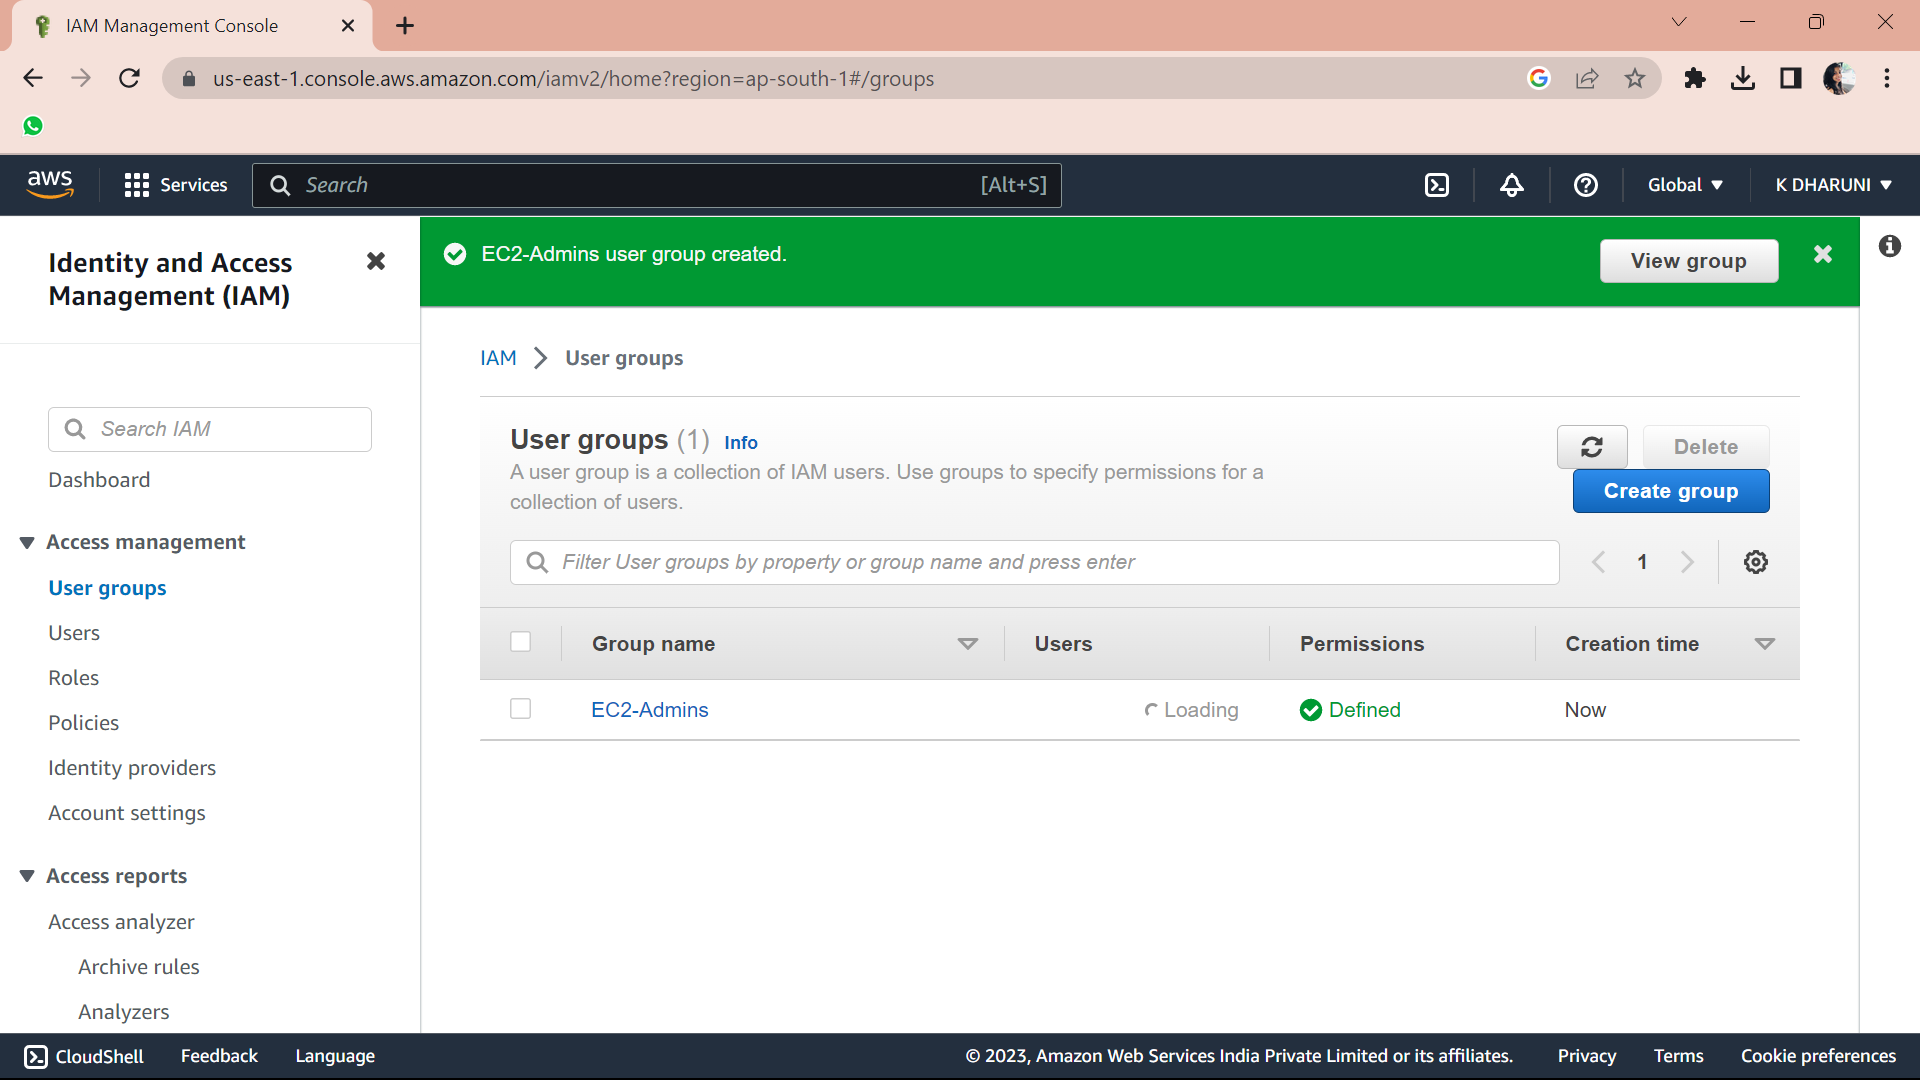 IAM Management Console
us-east-1.console.aws.amazon.com/iamv2/home?region=ap-south-1#/groups
aws
Services
Search
[Alt+S]
Global
K DHARUNI
Identity and Access
Management (IAM)
Search IAM
Dashboard
Access management
User groups
Users
Roles
Policies
Identity providers
Account settings
Access reports
Access analyzer
Archive rules
Analyzers
EC2-Admins user group created.
View group
IAM
User groups
User groups (1) Info
A user group is a collection of IAM users. Use groups to specify permissions for a
collection of users.
Delete
Create group
Filter User groups by property or group name and press enter
1
Group name Users Permissions Creation time
EC2-Admins Loading Defined Now
CloudShell Feedback Language © 2023, Amazon Web Services India Private Limited or its affiliates. Privacy Terms Cookie preferences